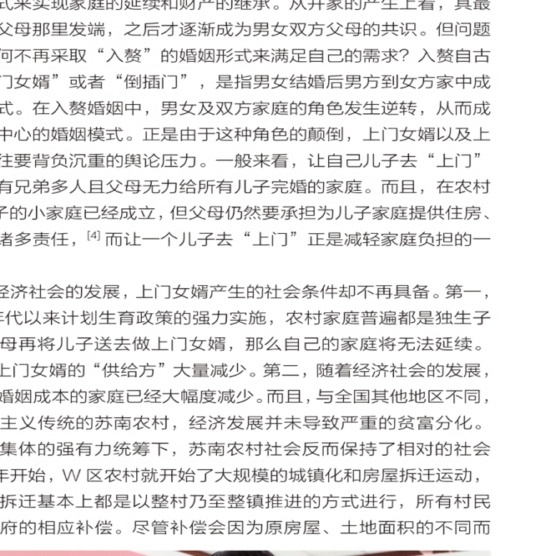 式来实现家庭的延续和财产的继承。从并家的产生上看，其最
父母那里发端，之后才逐渐成为男女双方父母的共识。但问题
何不再采取“入赘”的婚姻形式来满足自己的需求？入赘自古
门女婿”或者“倒插门”，是指男女结婚后男方到女方家中成
式。在入赘婚姻中，男女及双方家庭的角色发生逆转，从而成
中心的婚姻模式。正是由于这种角色的颠倒，上门女婿以及上
往要背负沉重的舆论压力。一般来看，让自己儿子去“上门”
有兄弟多人且父母无力给所有儿子完婚的家庭。而且，在农村
子的小家庭已经成立，但父母仍然要承担为儿子家庭提供住房、
诸多责任，[4]而让一个儿子去“上门”正是减轻家庭负担的一
经济社会的发展，上门女婿产生的社会条件却不再具备。第一，
年代以来计划生育政策的强力实施，农村家庭普遍都是独生子
母再将儿子送去做上门女婿，那么自己的家庭将无法延续。
上门女婿的“供给方”大量减少。第二，随着经济社会的发展，
婚姻成本的家庭已经大幅度减少。而且，与全国其他地区不同，
主义传统的苏南农村，经济发展并未导致严重的贫富分化。
集体的强有力统筹下，苏南农村社会反而保持了相对的社会
年开始，W 区农村就开始了大规模的城镇化和房屋拆迁运动，
拆迁基本上都是以整村乃至整镇推进的方式进行，所有村民
府的相应补偿。尽管补偿会因为原房屋、土地面积的不同而